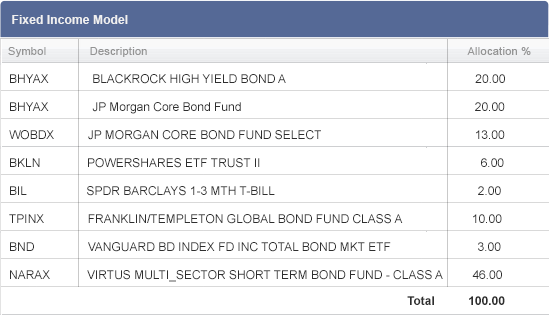 Fixed Income Model
Symbol Description Allocation %
BHYAX BLACKROCK HIGH YIELD BOND A 20.00
BHYAX JP Morgan Core Bond Fund 20.00
WOBDX JP MORGAN CORE BOND FUND SELECT 13.00
BKLN POWERSHARES ETF TRUST II 6.00
BIL SPDR BARCLAYS 1-3 MTH T-BILL 2.00
TPINX FRANKLIN/TEMPLETON GLOBAL BOND FUND CLASS A 10.00
BND VANGUARD BD INDEX FD INC TOTAL BOND MKT ETF 3.00
NARAX VIRTUS MULTI_SECTOR SHORT TERM BOND FUND - CLASS A 46.00
Total 100.00